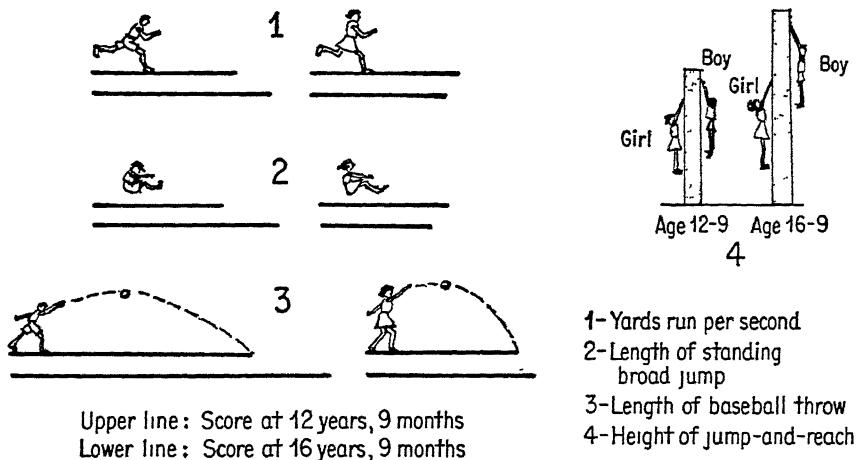 1
2
3
Upper line: Score at 12 years, 9 months
Lower line: Score at 16 years, 9 months
Boy
Girl
Girl
Boy
Age 12-9 Age 16-9
4
1-Yards run per second
2-Length of standing
broad jump
3-Length of baseball throw
4-Height of jump-and-reach